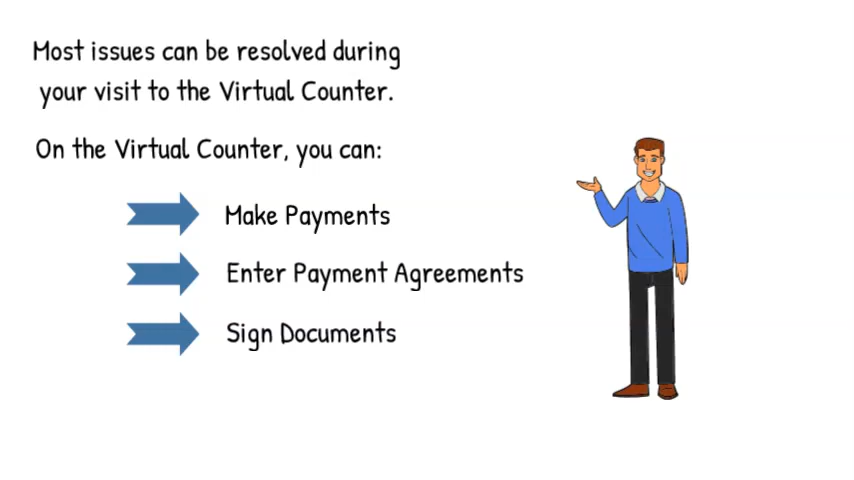 Most issues can be resolved during
your visit to the Virtual Counter.
On the Virtual Counter, you can:
Make Payments
Enter Payment Agreements
Sign Documents